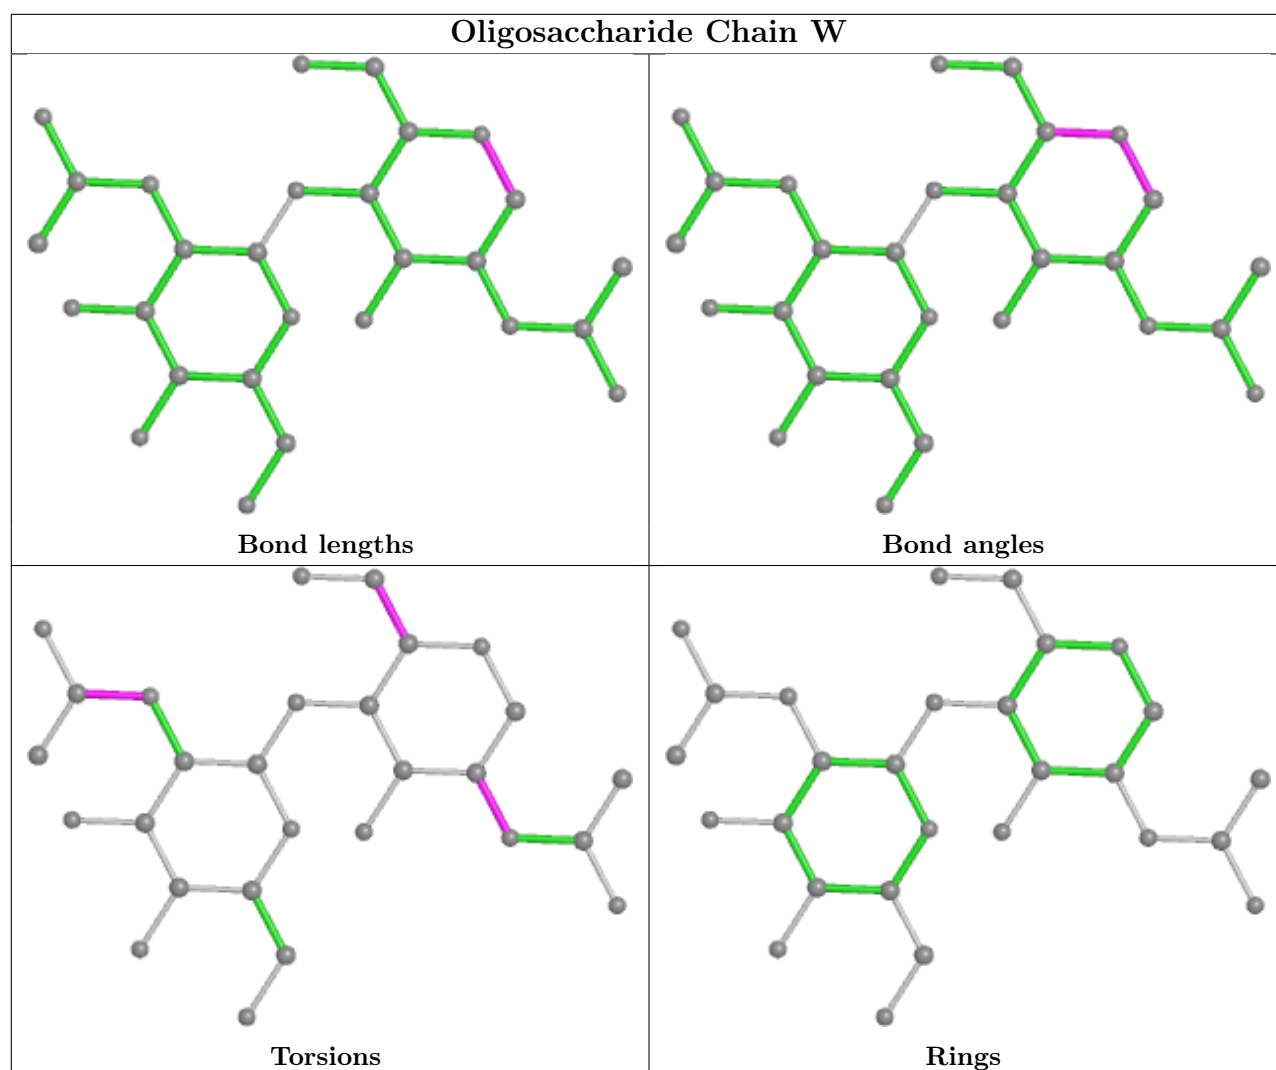 Oligosaccharide Chain W
Bond lengths
Bond angles
Torsions
Rings